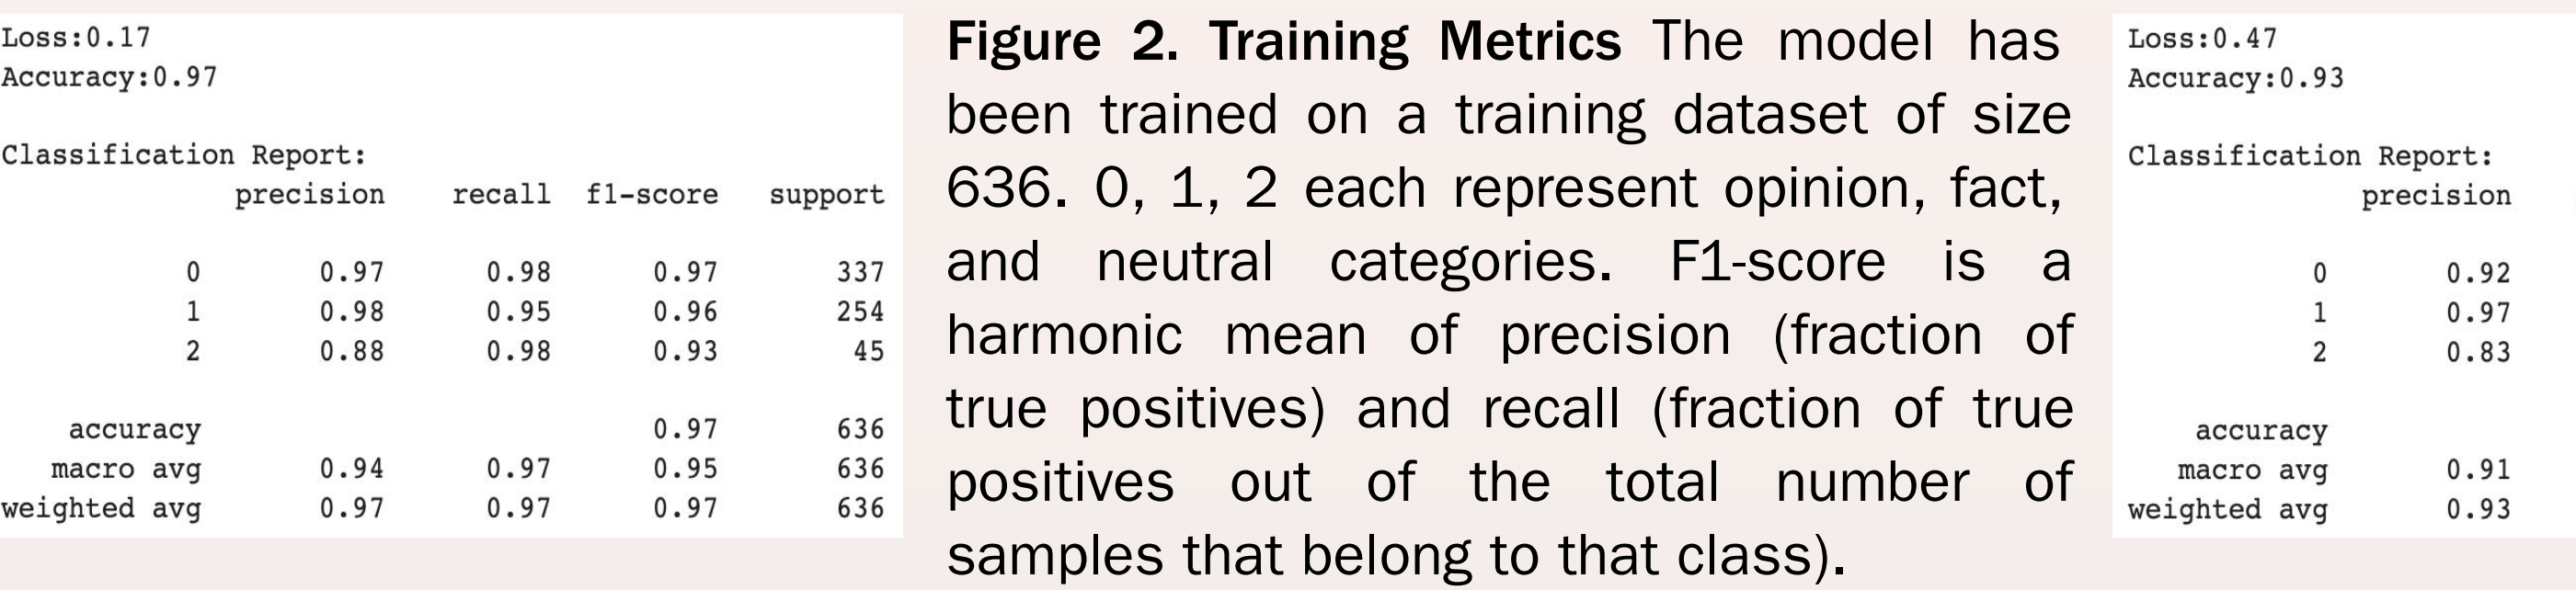 Loss:0.17
Accuracy:0.97
Classification Report:
precision recall f1-score support
0 0.97 0.98 0.97 337
1 0.98 0.95 0.96 254
2 0.88 0.98 0.93 45
accuracy 0.97 636
macro avg 0.94 0.97 0.95 636
weighted avg 0.97 0.97 0.97 636
Figure 2. Training Metrics The model has
been trained on a training dataset of size
636. 0, 1, 2 each represent opinion, fact,
and neutral categories. F1-score is a
harmonic mean of precision (fraction of
true positives) and recall (fraction of true
positives out of the total number of
samples that belong to that class).
Loss:0.47
Accuracy:0.93
Classification Report:
precision
0 0.92
1 0.97
2 0.83
accuracy
macro avg 0.91
weighted avg 0.93